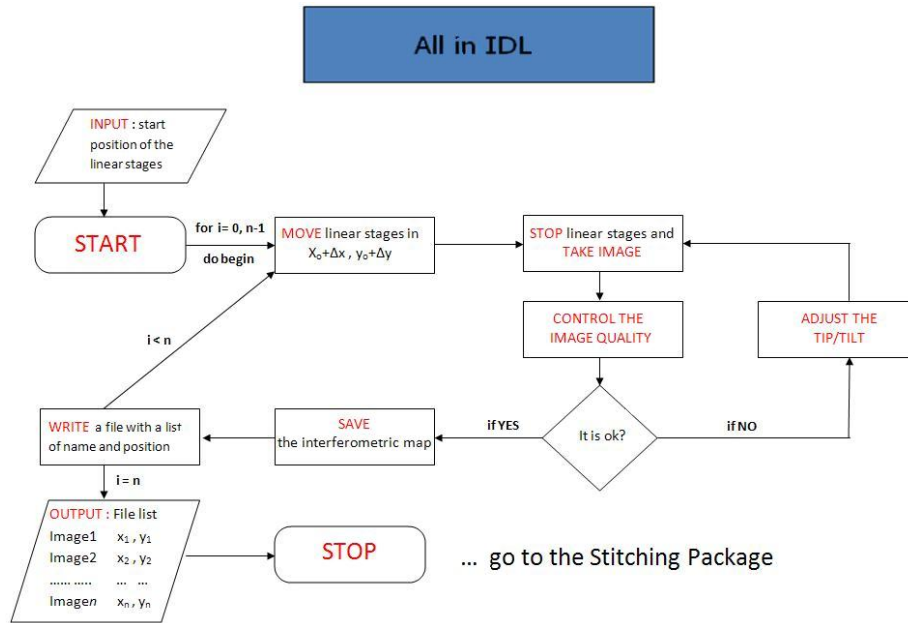 All in IDL
INPUT : start
position of the
linear stages
START
for i= 0, n-1
do begin
MOVE linear stages in
X₀+Δx , y₀+Δy
STOP linear stages and
TAKE IMAGE
CONTROL THE
IMAGE QUALITY
ADJUST THE
TIP/TILT
i < n
It is ok?
if YES
if NO
SAVE
the interferometric map
WRITE a file with a list
of name and position
i = n
OUTPUT : File list
Image1 x₁ , y₁
Image2 x₂ , y₂
...... ..... ... ...
Imagen xₙ , yₙ
STOP
... go to the Stitching Package